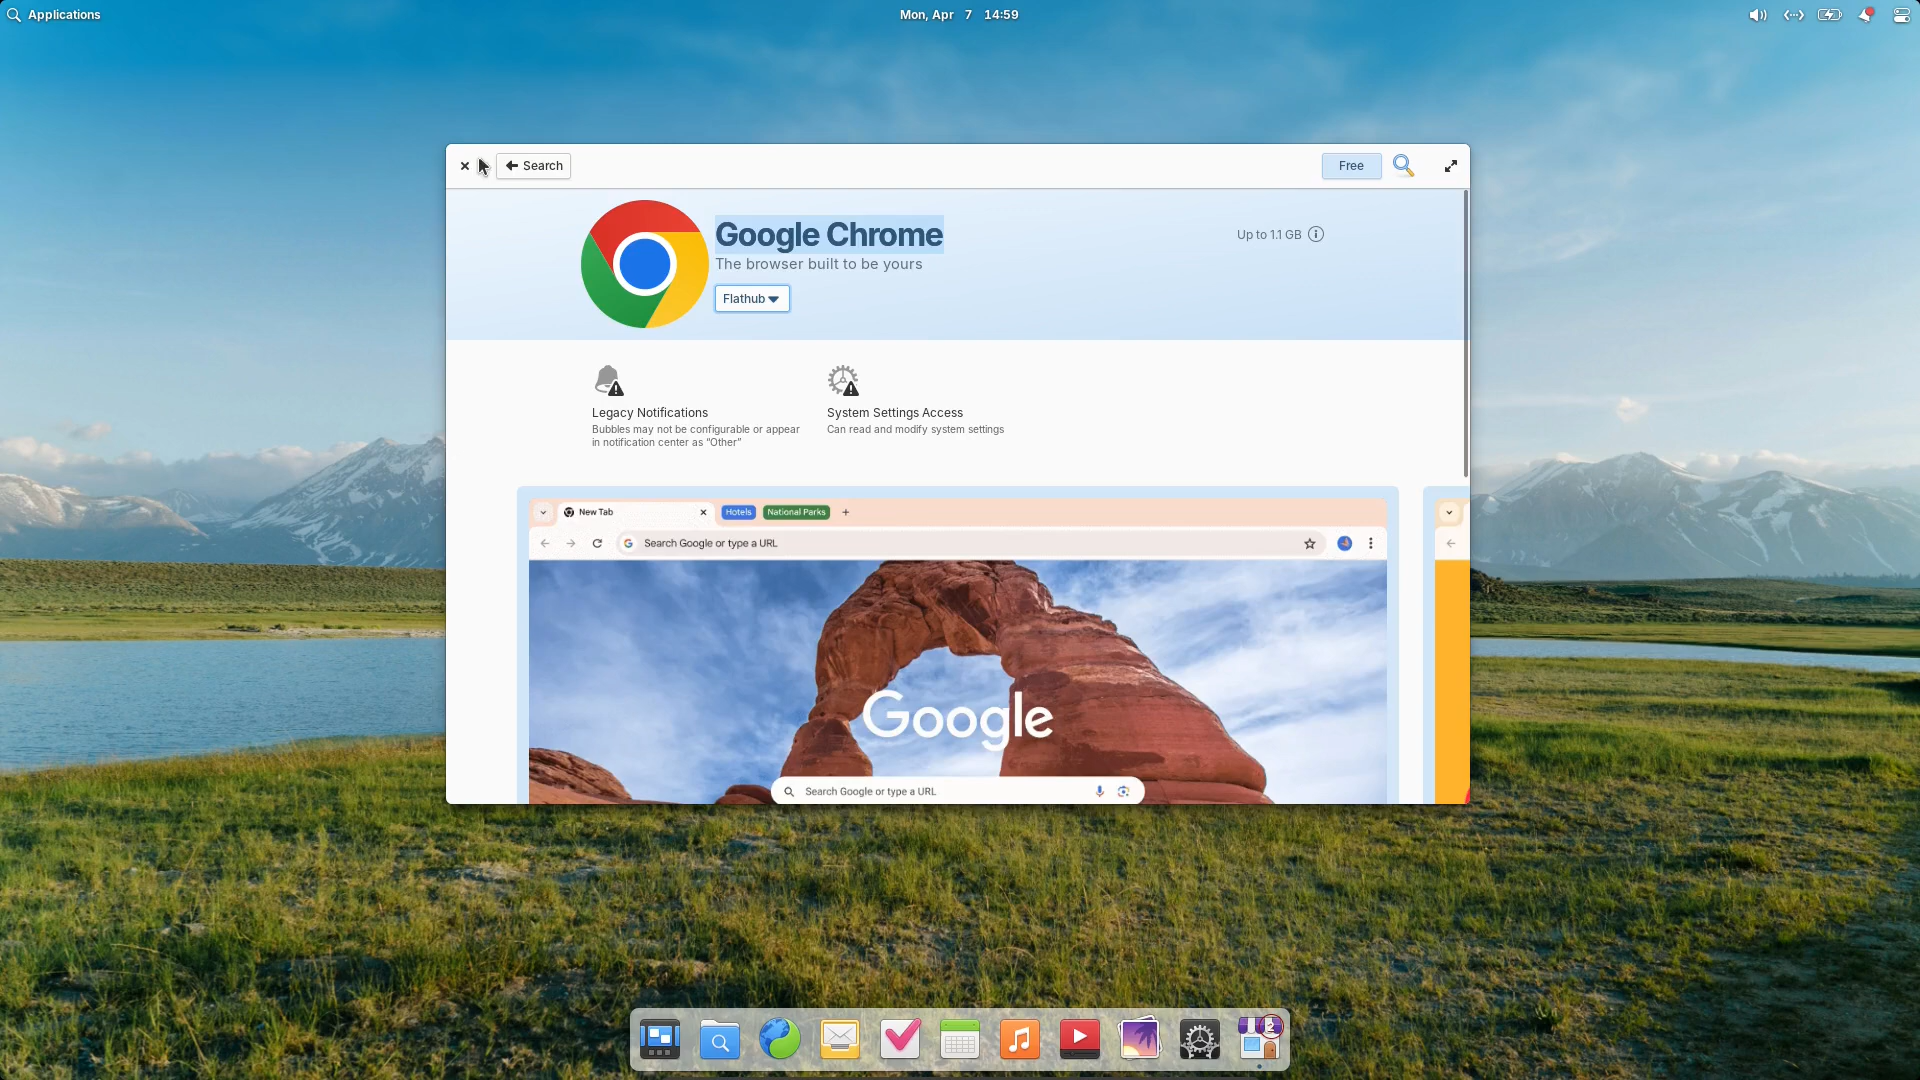 Applications
Mon, Apr 7 14:59
Search
Free
Google Chrome
Up to 1.1 GB
The browser built to be yours
Flathub
Legacy Notifications
Bubbles may not be configurable or appear
in notification center as “Other”
System Settings Access
Can read and modify system settings
New Tab
Hotels
National Parks
Search Google or type a URL
Google
Search Google or type a URL
2